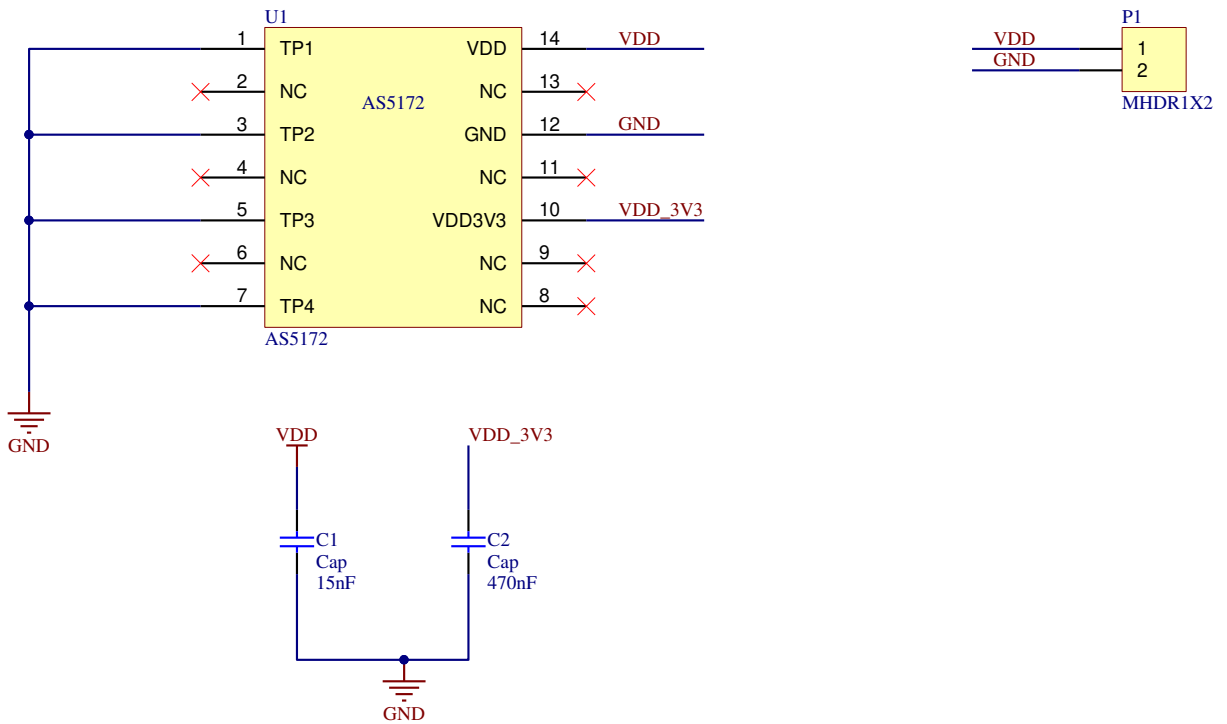 U1
P1
1 TP1 VDD 14 VDD
VDD 1
GND 2
2 NC NC 13
AS5172
MHDR1X2
3 TP2 GND 12 GND
4 NC NC 11
5 TP3 VDD3V3 10 VDD_3V3
6 NC NC 9
7 TP4 NC 8
AS5172
GND
VDD
VDD_3V3
C1
Cap
15nF
C2
Cap
470nF
GND